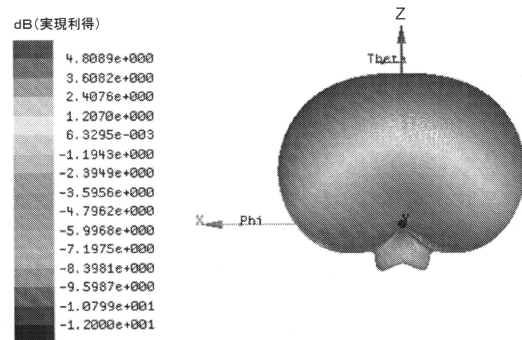 dB(実現利得)
4.8089e+000
3.6082e+000
2.4076e+000
1.2070e+000
6.3295e-003
-1.1943e+000
-2.3949e+000
-3.5956e+000
-4.7962e+000
-5.9968e+000
-7.1975e+000
-8.3981e+000
-9.5987e+000
-1.0799e+001
-1.2000e+001
Z
Theta
X
Phi
Y